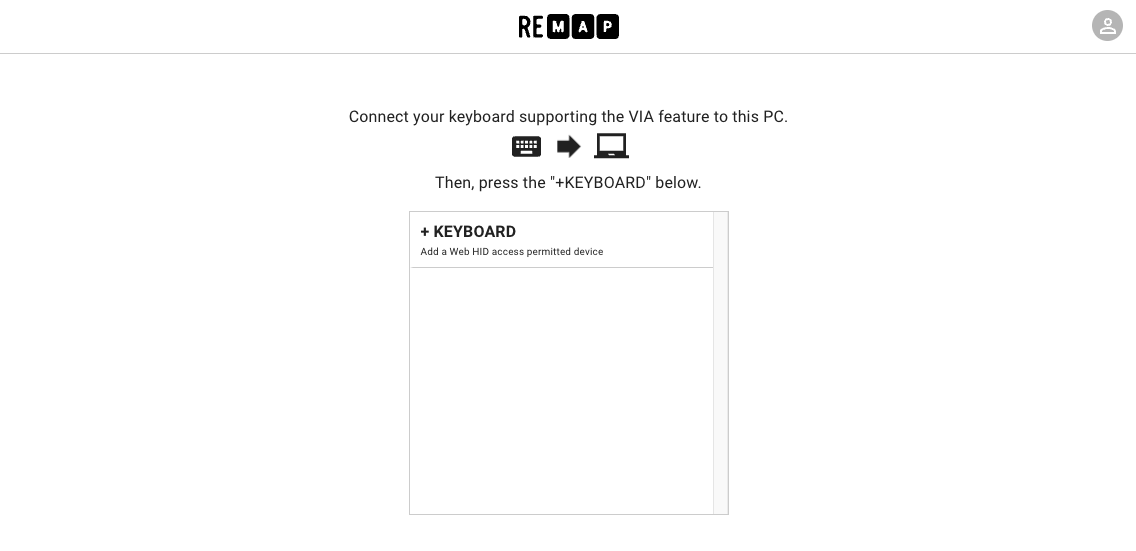 REMAP
Connect your keyboard supporting the VIA feature to this PC.
Then, press the "+KEYBOARD" below.
+ KEYBOARD
Add a Web HID access permitted device